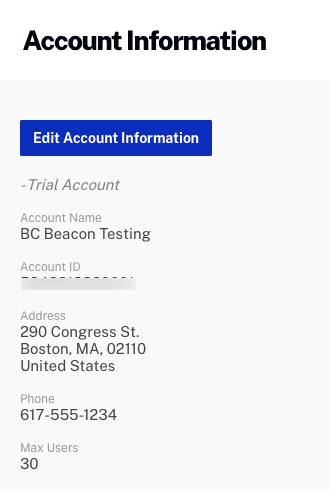 Account Information
Edit Account Information
- Trial Account
Account Name
BC Beacon Testing
Account ID
Address
290 Congress St.
Boston, MA, 02110
United States
Phone
617-555-1234
Max Users
30